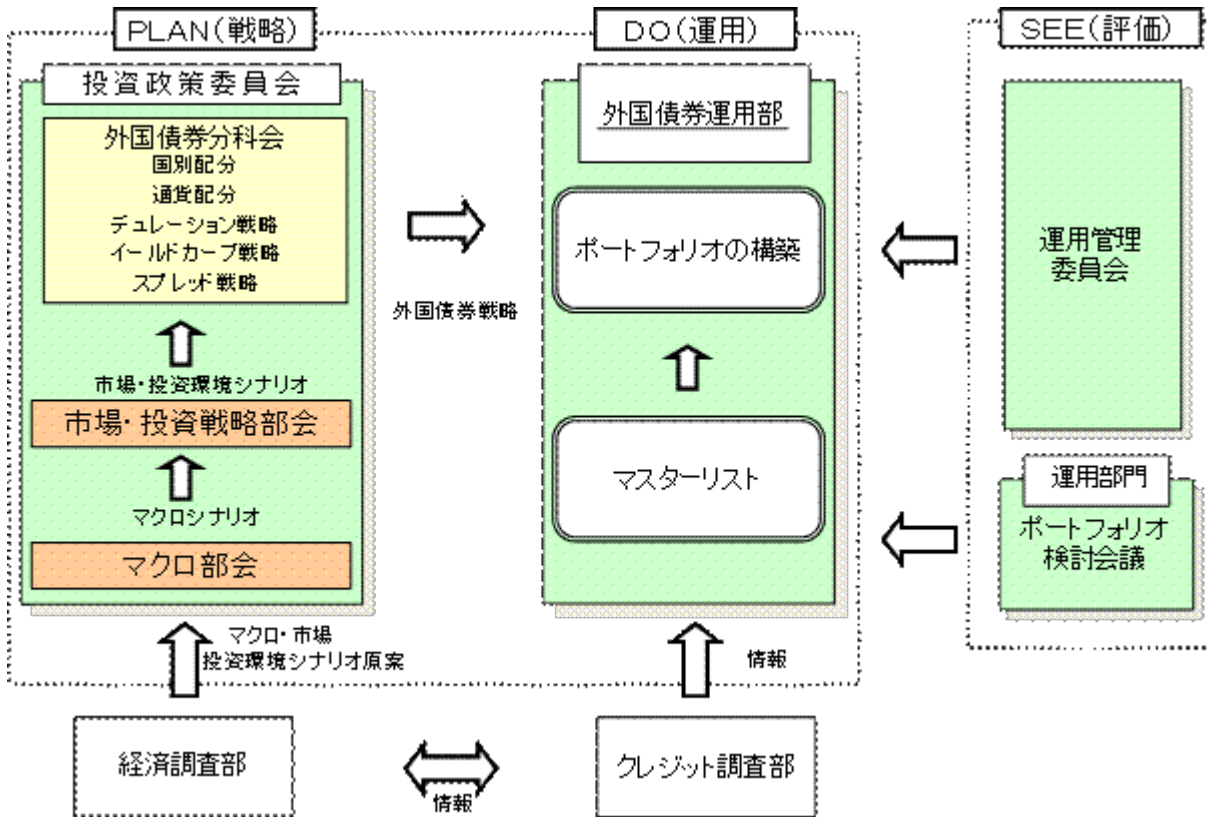 PLAN(戦略)
投資政策委員会
外国債券分科会
国別配分
通貨配分
デュレーション戦略
イールドカーブ戦略
スプレッド戦略
市場・投資環境シナリオ
市場・投資戦略部会
マクロシナリオ
マクロ部会
マクロ・市場
投資環境シナリオ原案
経済調査部
外国債券戦略
情報
DO(運用)
外国債券運用部
ポートフォリオの構築
マスターリスト
情報
クレジット調査部
SEE(評価)
運用管理
委員会
運用部門
ポートフォリオ
検討会議